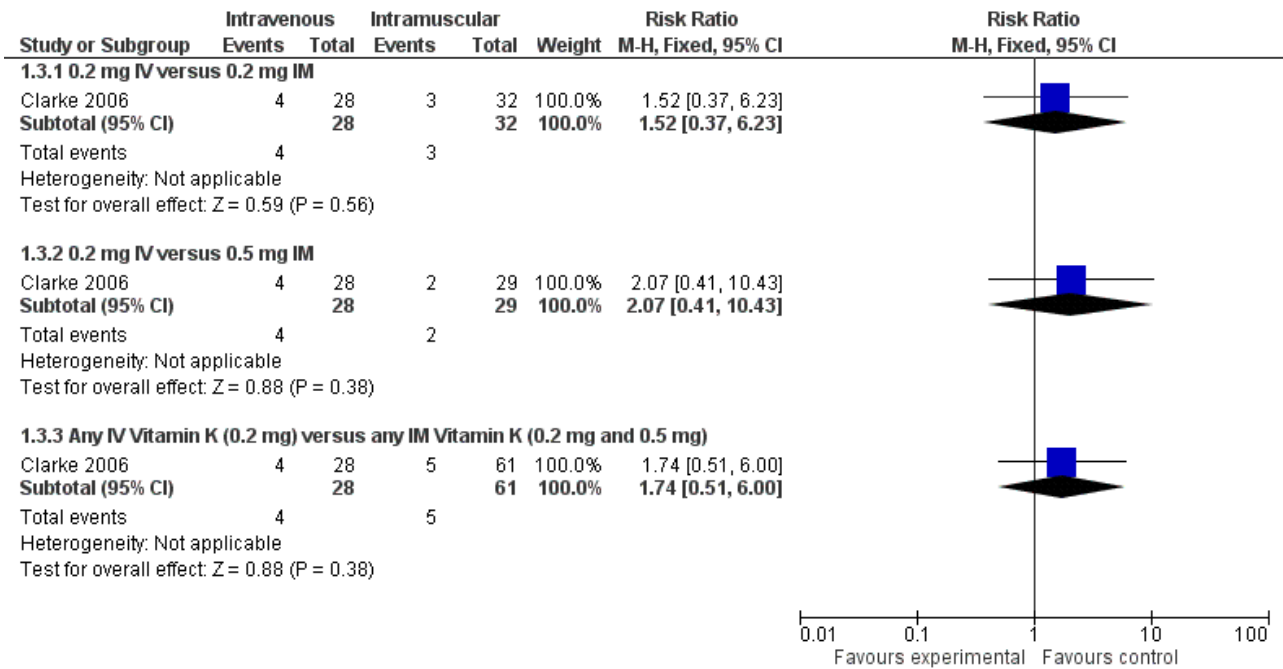 Intravenous Intramuscular Risk Ratio Risk Ratio
Study or Subgroup Events Total Events Total Weight M-H, Fixed, 95% CI M-H, Fixed, 95% CI
1.3.1 0.2 mg IV versus 0.2 mg IM
Clarke 2006 4 28 3 32 100.0% 1.52 [0.37, 6.23]
Subtotal (95% CI) 28 32 100.0% 1.52 [0.37, 6.23]
Total events 4 3
Heterogeneity: Not applicable
Test for overall effect: Z = 0.59 (P = 0.56)
1.3.2 0.2 mg IV versus 0.5 mg IM
Clarke 2006 4 28 2 29 100.0% 2.07 [0.41, 10.43]
Subtotal (95% CI) 28 29 100.0% 2.07 [0.41, 10.43]
Total events 4 2
Heterogeneity: Not applicable
Test for overall effect: Z = 0.88 (P = 0.38)
1.3.3 Any IV Vitamin K (0.2 mg) versus any IM Vitamin K (0.2 mg and 0.5 mg)
Clarke 2006 4 28 5 61 100.0% 1.74 [0.51, 6.00]
Subtotal (95% CI) 28 61 100.0% 1.74 [0.51, 6.00]
Total events 4 5
Heterogeneity: Not applicable
Test for overall effect: Z = 0.88 (P = 0.38)
0.01 0.1 1 10 100
Favours experimental Favours control